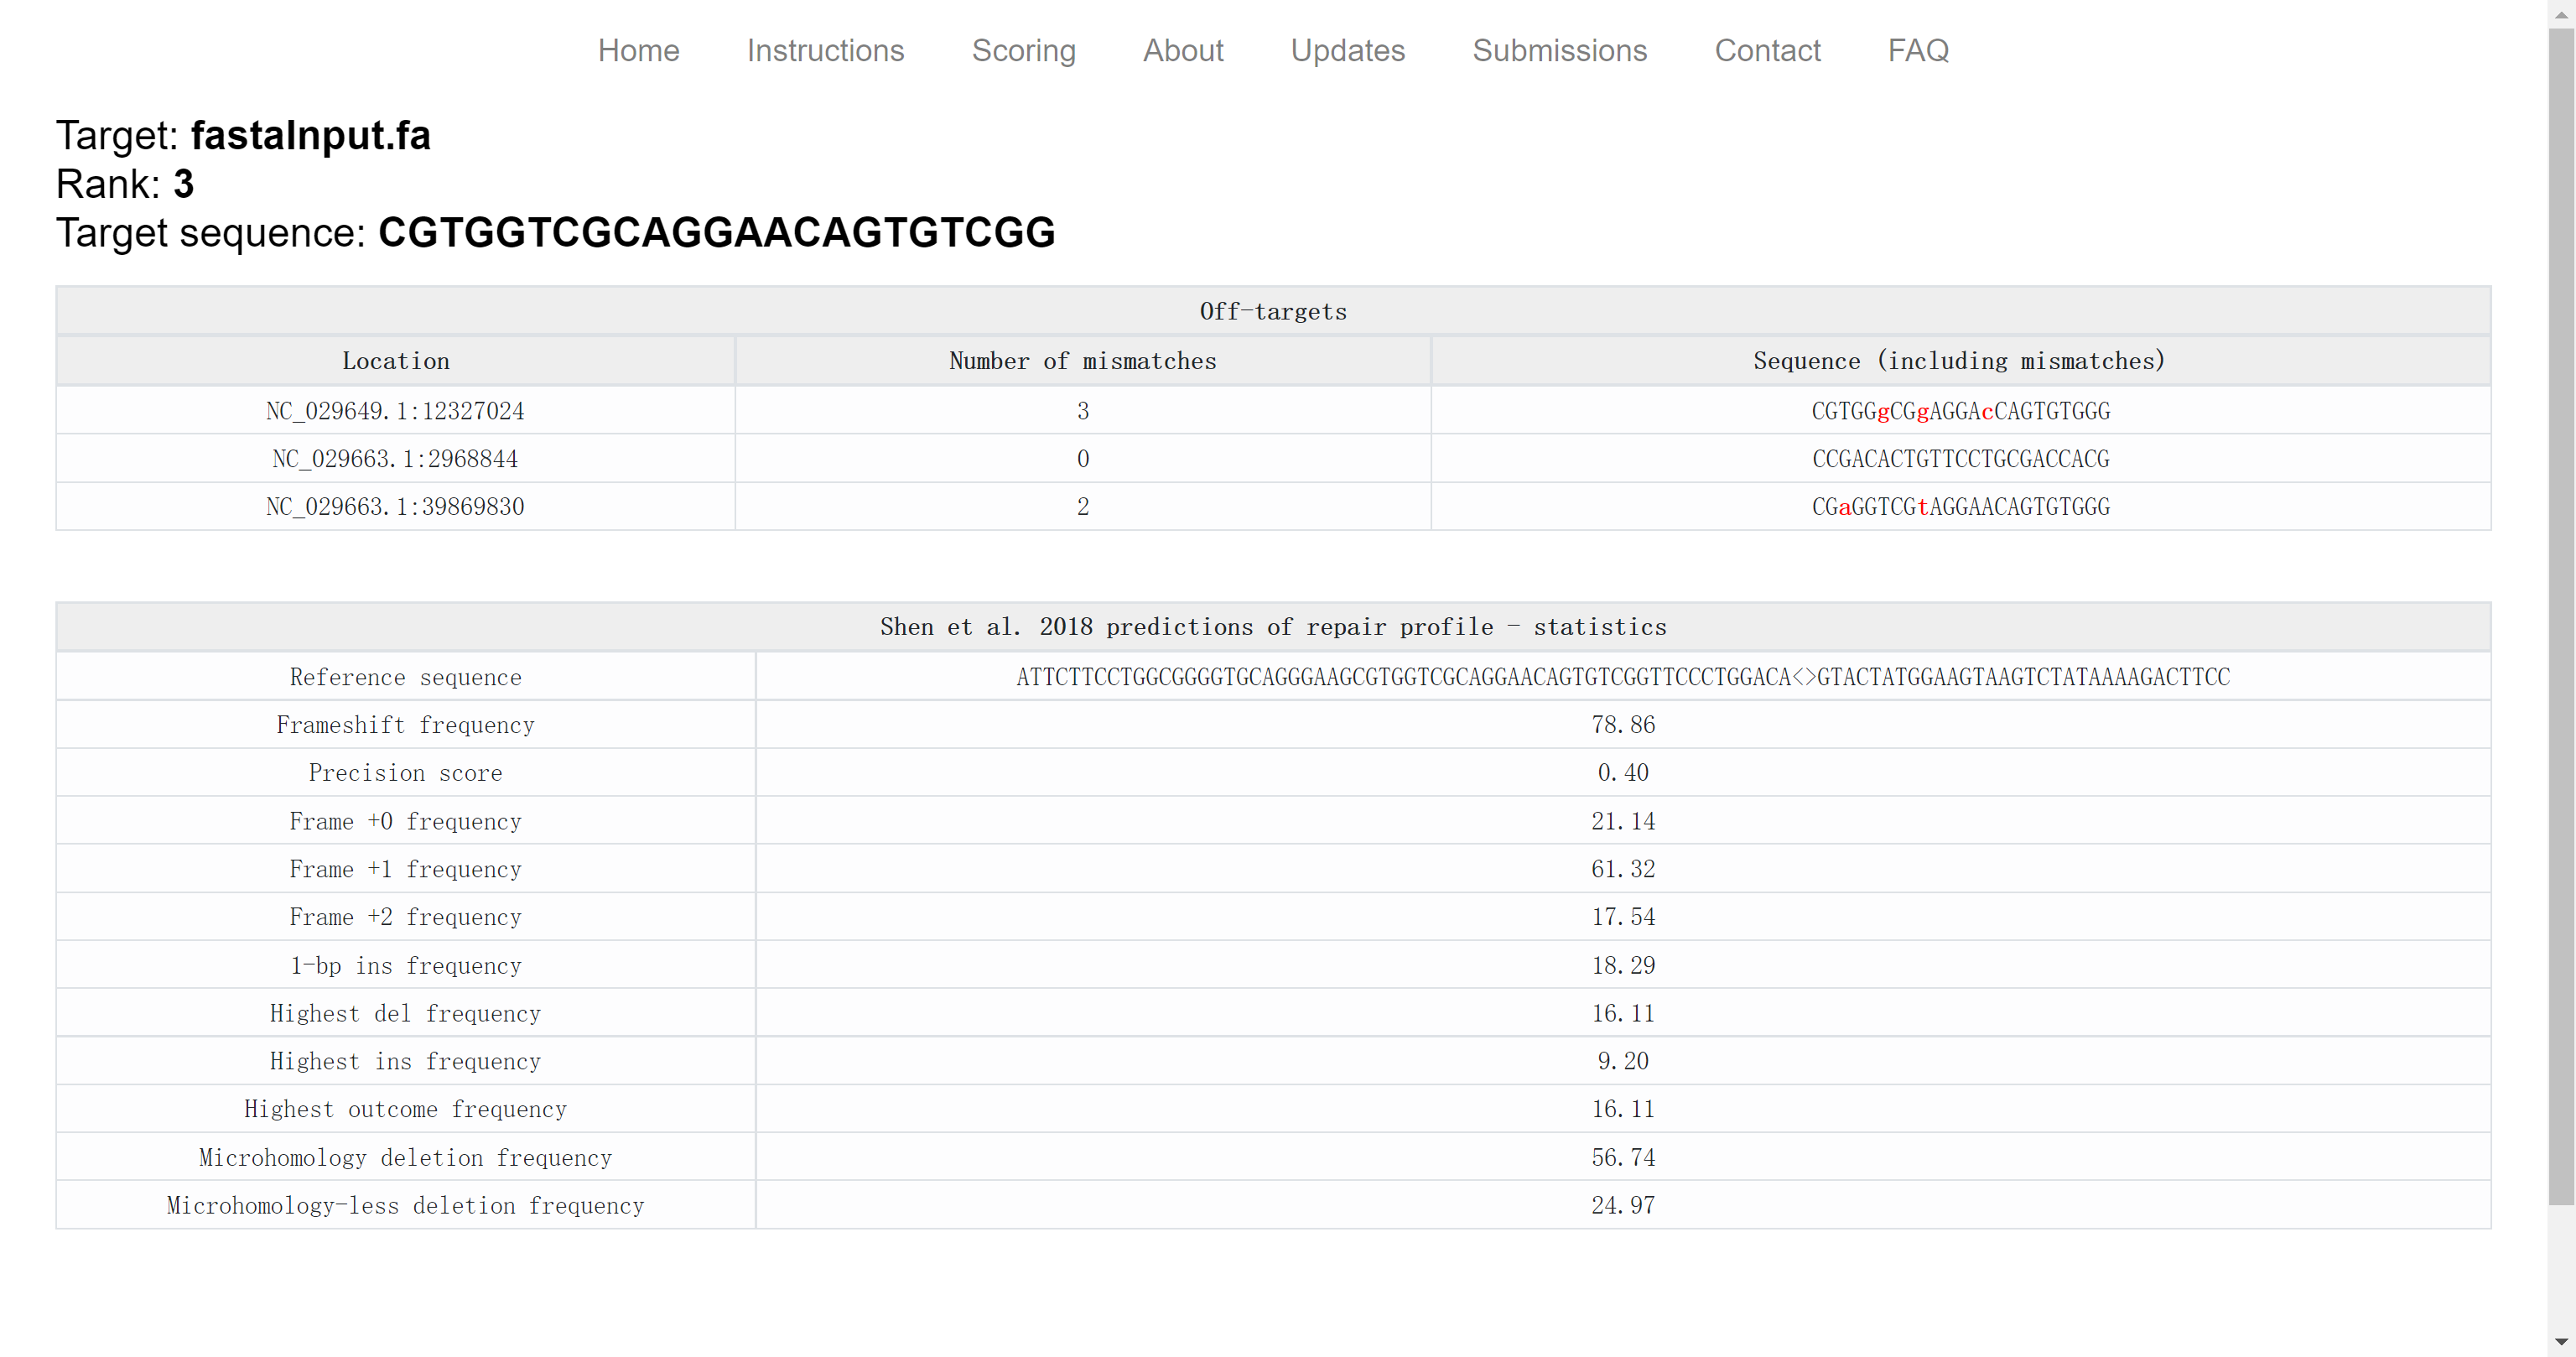 Home Instructions Scoring About Updates Submissions Contact FAQ
Target: fastaInput.fa
Rank: 3
Target sequence: CGTGGTCGCAGGAACAGTGTCGG
Off-targets
Location Number of mismatches Sequence (including mismatches)
NC_029649.1:12327024 3 CGTGGgCGgAGGAcCAGTGTGGG
NC_029663.1:2968844 0 CCGACACTGTTCCTGCGACCACG
NC_029663.1:39869830 2 CGaGGTCGtAGGAACAGTGTGGG
Shen et al. 2018 predictions of repair profile - statistics
Reference sequence ATTCTTCCTGGCGGGGTGCAGGGAAGCGTGGTCGCAGGAACAGTGTCGGTTCCCTGGACA<>GTACTATGGAAGTAAGTCTATAAAAGACTTCC
Frameshift frequency 78.86
Precision score 0.40
Frame +0 frequency 21.14
Frame +1 frequency 61.32
Frame +2 frequency 17.54
1-bp ins frequency 18.29
Highest del frequency 16.11
Highest ins frequency 9.20
Highest outcome frequency 16.11
Microhomology deletion frequency 56.74
Microhomology-less deletion frequency 24.97